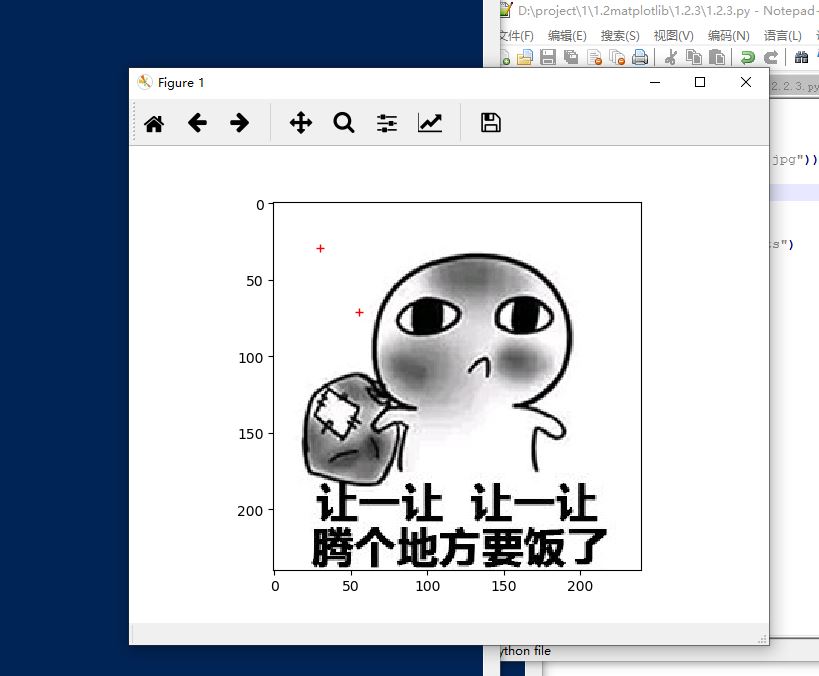 D:\project\1\1.2matplotlib\1.2.3\1.2.3.py - Notepad
文件(F) 编辑(E) 搜索(S) 视图(V) 编码(N) 语言(L)
Figure 1
2.2.3.py
jpg"))
s")
0
50
100
150
200
让一让 让一让
腾个地方要饭了
0 50 100 150 200
ython file